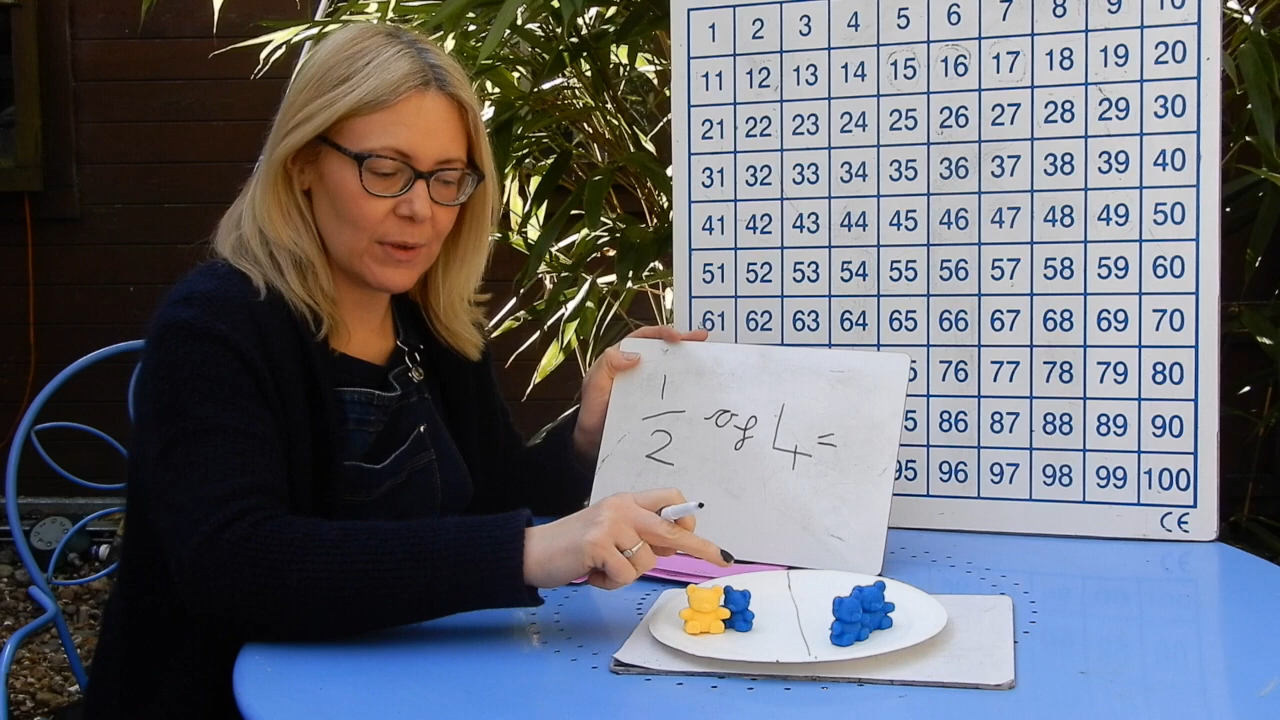 1 2 3 4 5 6 7 8 9 10
11 12 13 14 15 16 17 18 19 20
21 22 23 24 25 26 27 28 29 30
31 32 33 34 35 36 37 38 39 40
41 42 43 44 45 46 47 48 49 50
51 52 53 54 55 56 57 58 59 60
61 62 63 64 65 66 67 68 69 70
76 77 78 79 80
86 87 88 89 90
95 96 97 98 99 100
CE
1/2 of 4 =